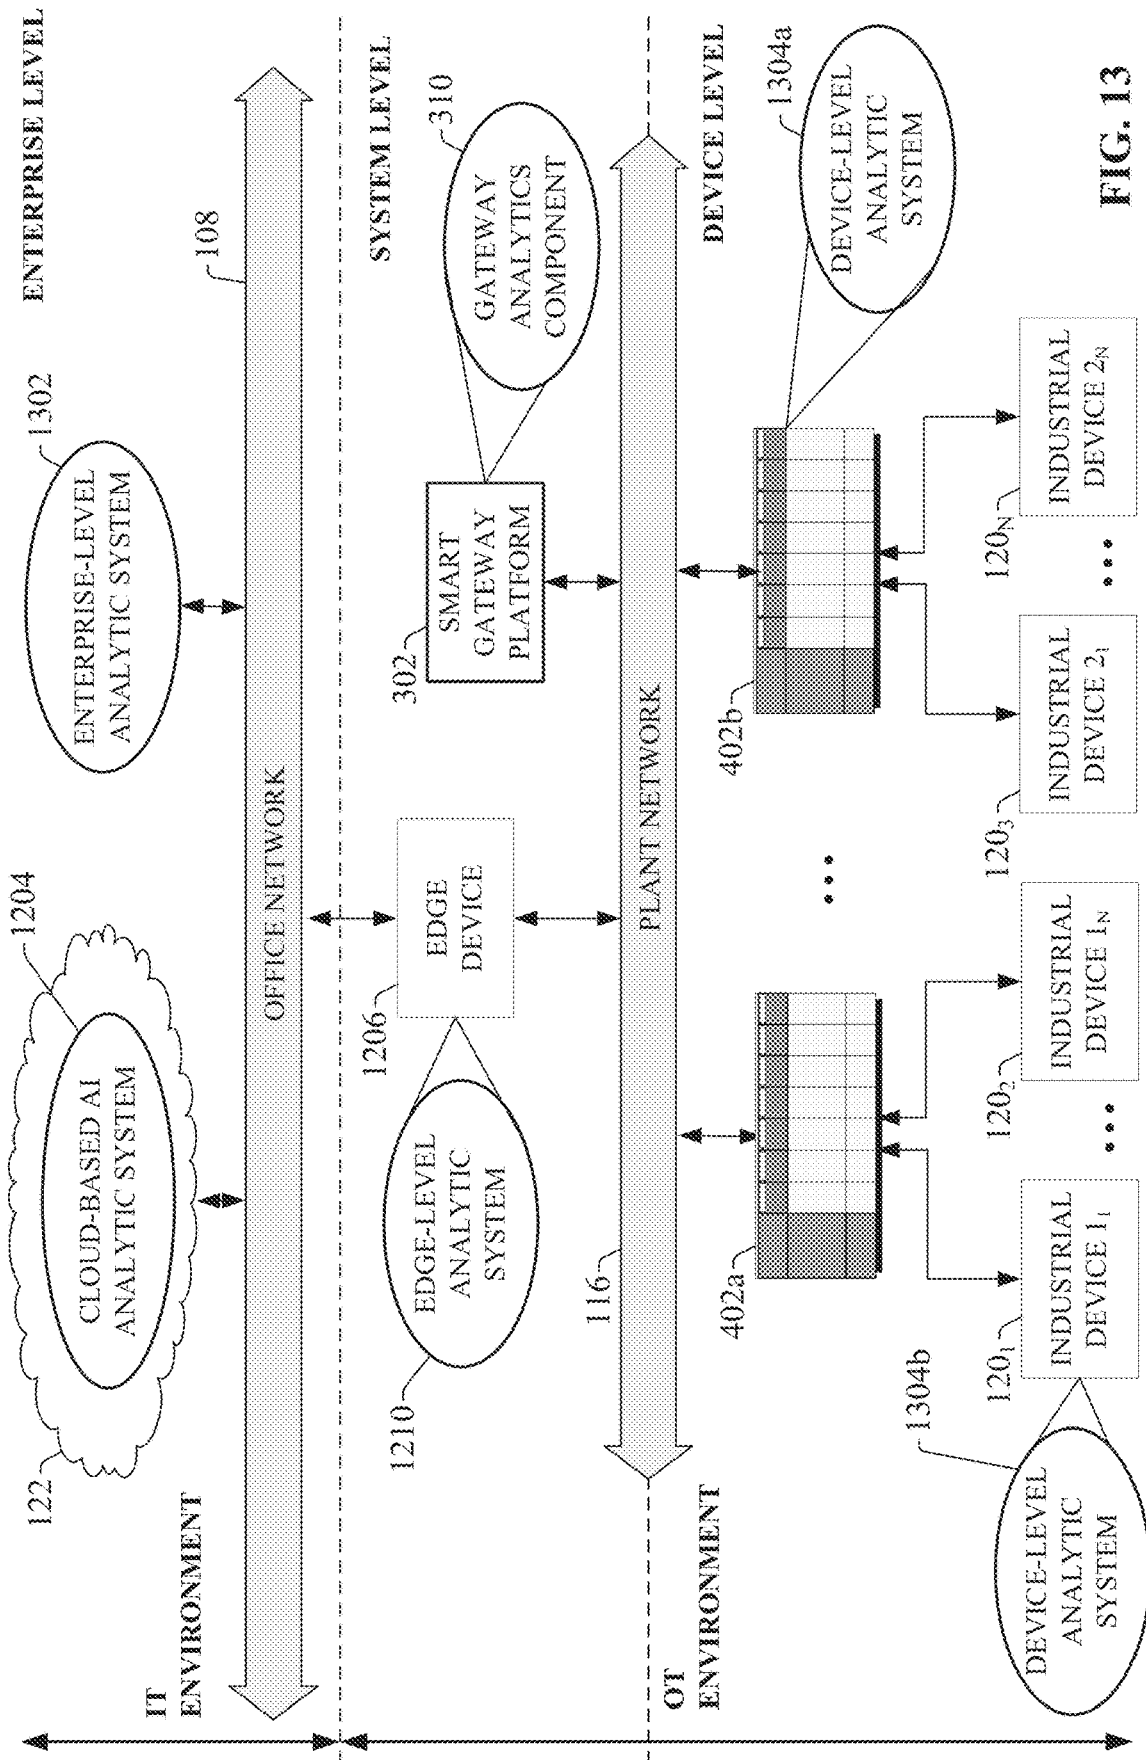 ENTERPRISE LEVEL
122
CLOUD-BASED AI
ANALYTIC SYSTEM
1204
ENTERPRISE-LEVEL
ANALYTIC SYSTEM
1302
IT
ENVIRONMENT
OFFICE NETWORK
108
SYSTEM LEVEL
1210
EDGE-LEVEL
ANALYTIC
SYSTEM
1206
EDGE
DEVICE
302
SMART
GATEWAY
PLATFORM
GATEWAY
ANALYTICS
COMPONENT
310
116
PLANT NETWORK
OT
ENVIRONMENT
DEVICE LEVEL
402a
...
402b
DEVICE-LEVEL
ANALYTIC
SYSTEM
1304a
1304b
DEVICE-LEVEL
ANALYTIC
SYSTEM
120₁
INDUSTRIAL
DEVICE 1₁
...
120₂
INDUSTRIAL
DEVICE 1N
120₃
INDUSTRIAL
DEVICE 2₁
...
120N
INDUSTRIAL
DEVICE 2N
FIG. 13